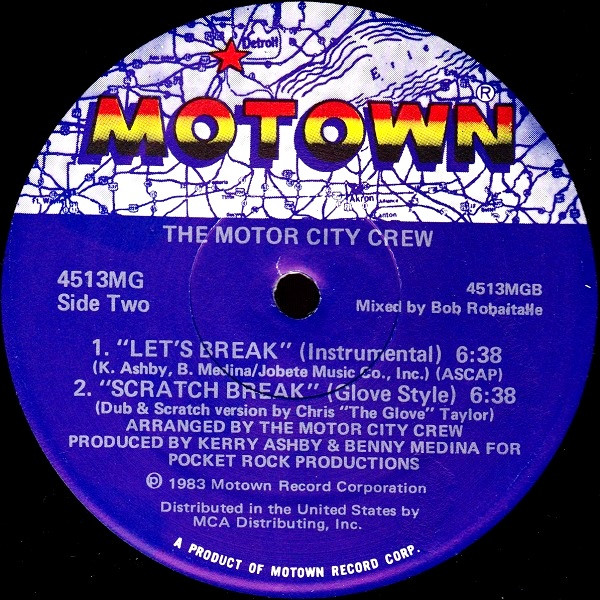 Detroit
Erie
MOTOWN®
Akron
Canton
THE MOTOR CITY CREW
4513MG
Side Two
4513MGB
Mixed by Bob Robaitalle
1. “LET’S BREAK” (Instrumental) 6:38
(K. Ashby, B. Medina/Jobete Music Co., Inc.) (ASCAP)
2. “SCRATCH BREAK” (Glove Style) 6:38
(Dub & Scratch version by Chris “The Glove” Taylor)
ARRANGED BY THE MOTOR CITY CREW
PRODUCED BY KERRY ASHBY & BENNY MEDINA FOR
POCKET ROCK PRODUCTIONS
℗ 1983 Motown Record Corporation
Distributed in the United States by
MCA Distributing, Inc.
A PRODUCT OF MOTOWN RECORD CORP.